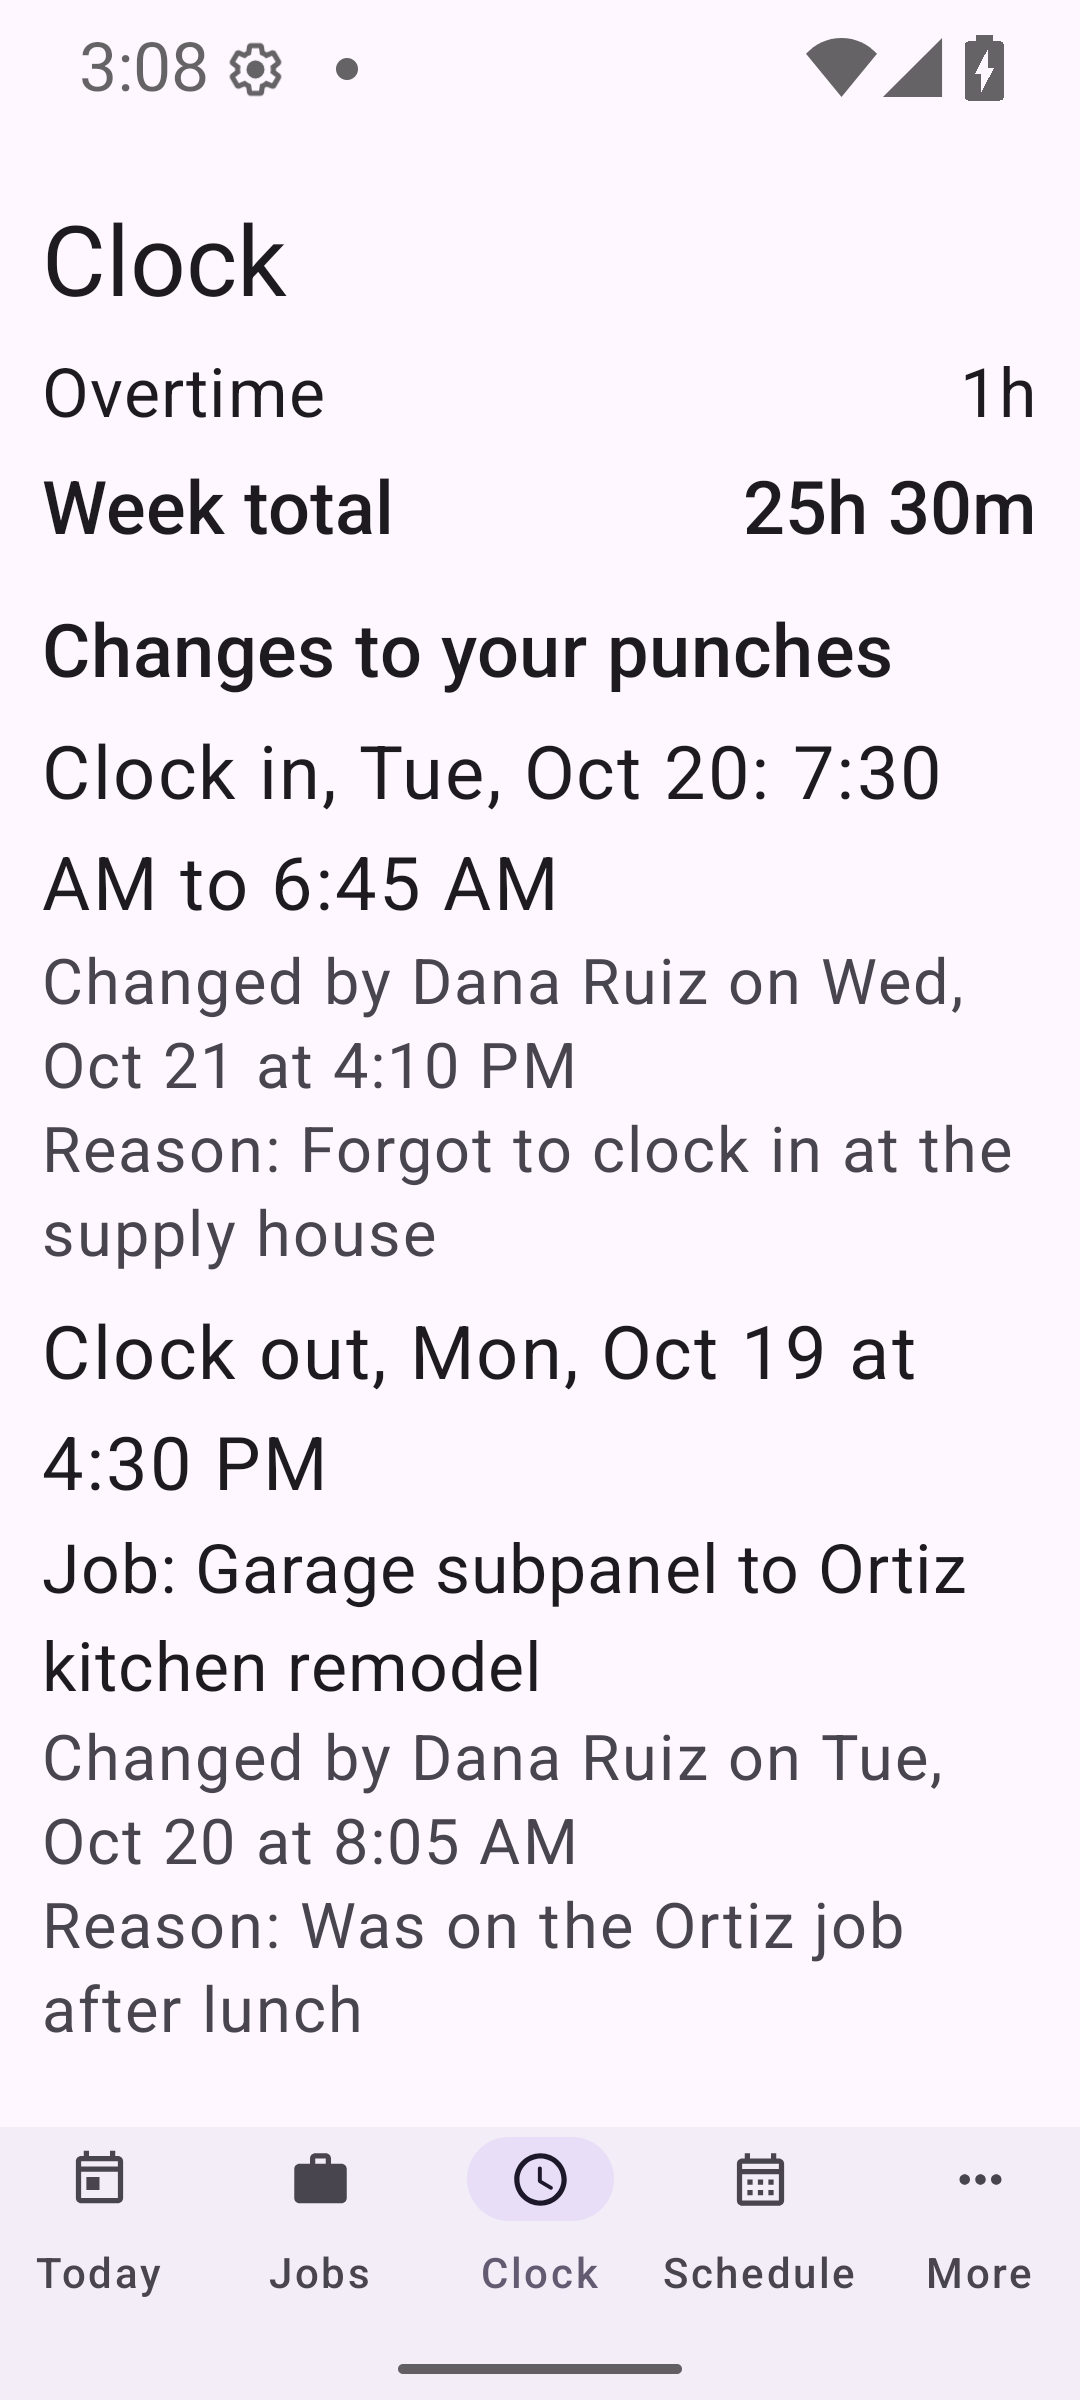 3:08
Clock
Overtime 1h
Week total 25h 30m
Changes to your punches
Clock in, Tue, Oct 20: 7:30
AM to 6:45 AM
Changed by Dana Ruiz on Wed,
Oct 21 at 4:10 PM
Reason: Forgot to clock in at the
supply house
Clock out, Mon, Oct 19 at
4:30 PM
Job: Garage subpanel to Ortiz
kitchen remodel
Changed by Dana Ruiz on Tue,
Oct 20 at 8:05 AM
Reason: Was on the Ortiz job
after lunch
Today Jobs Clock Schedule More